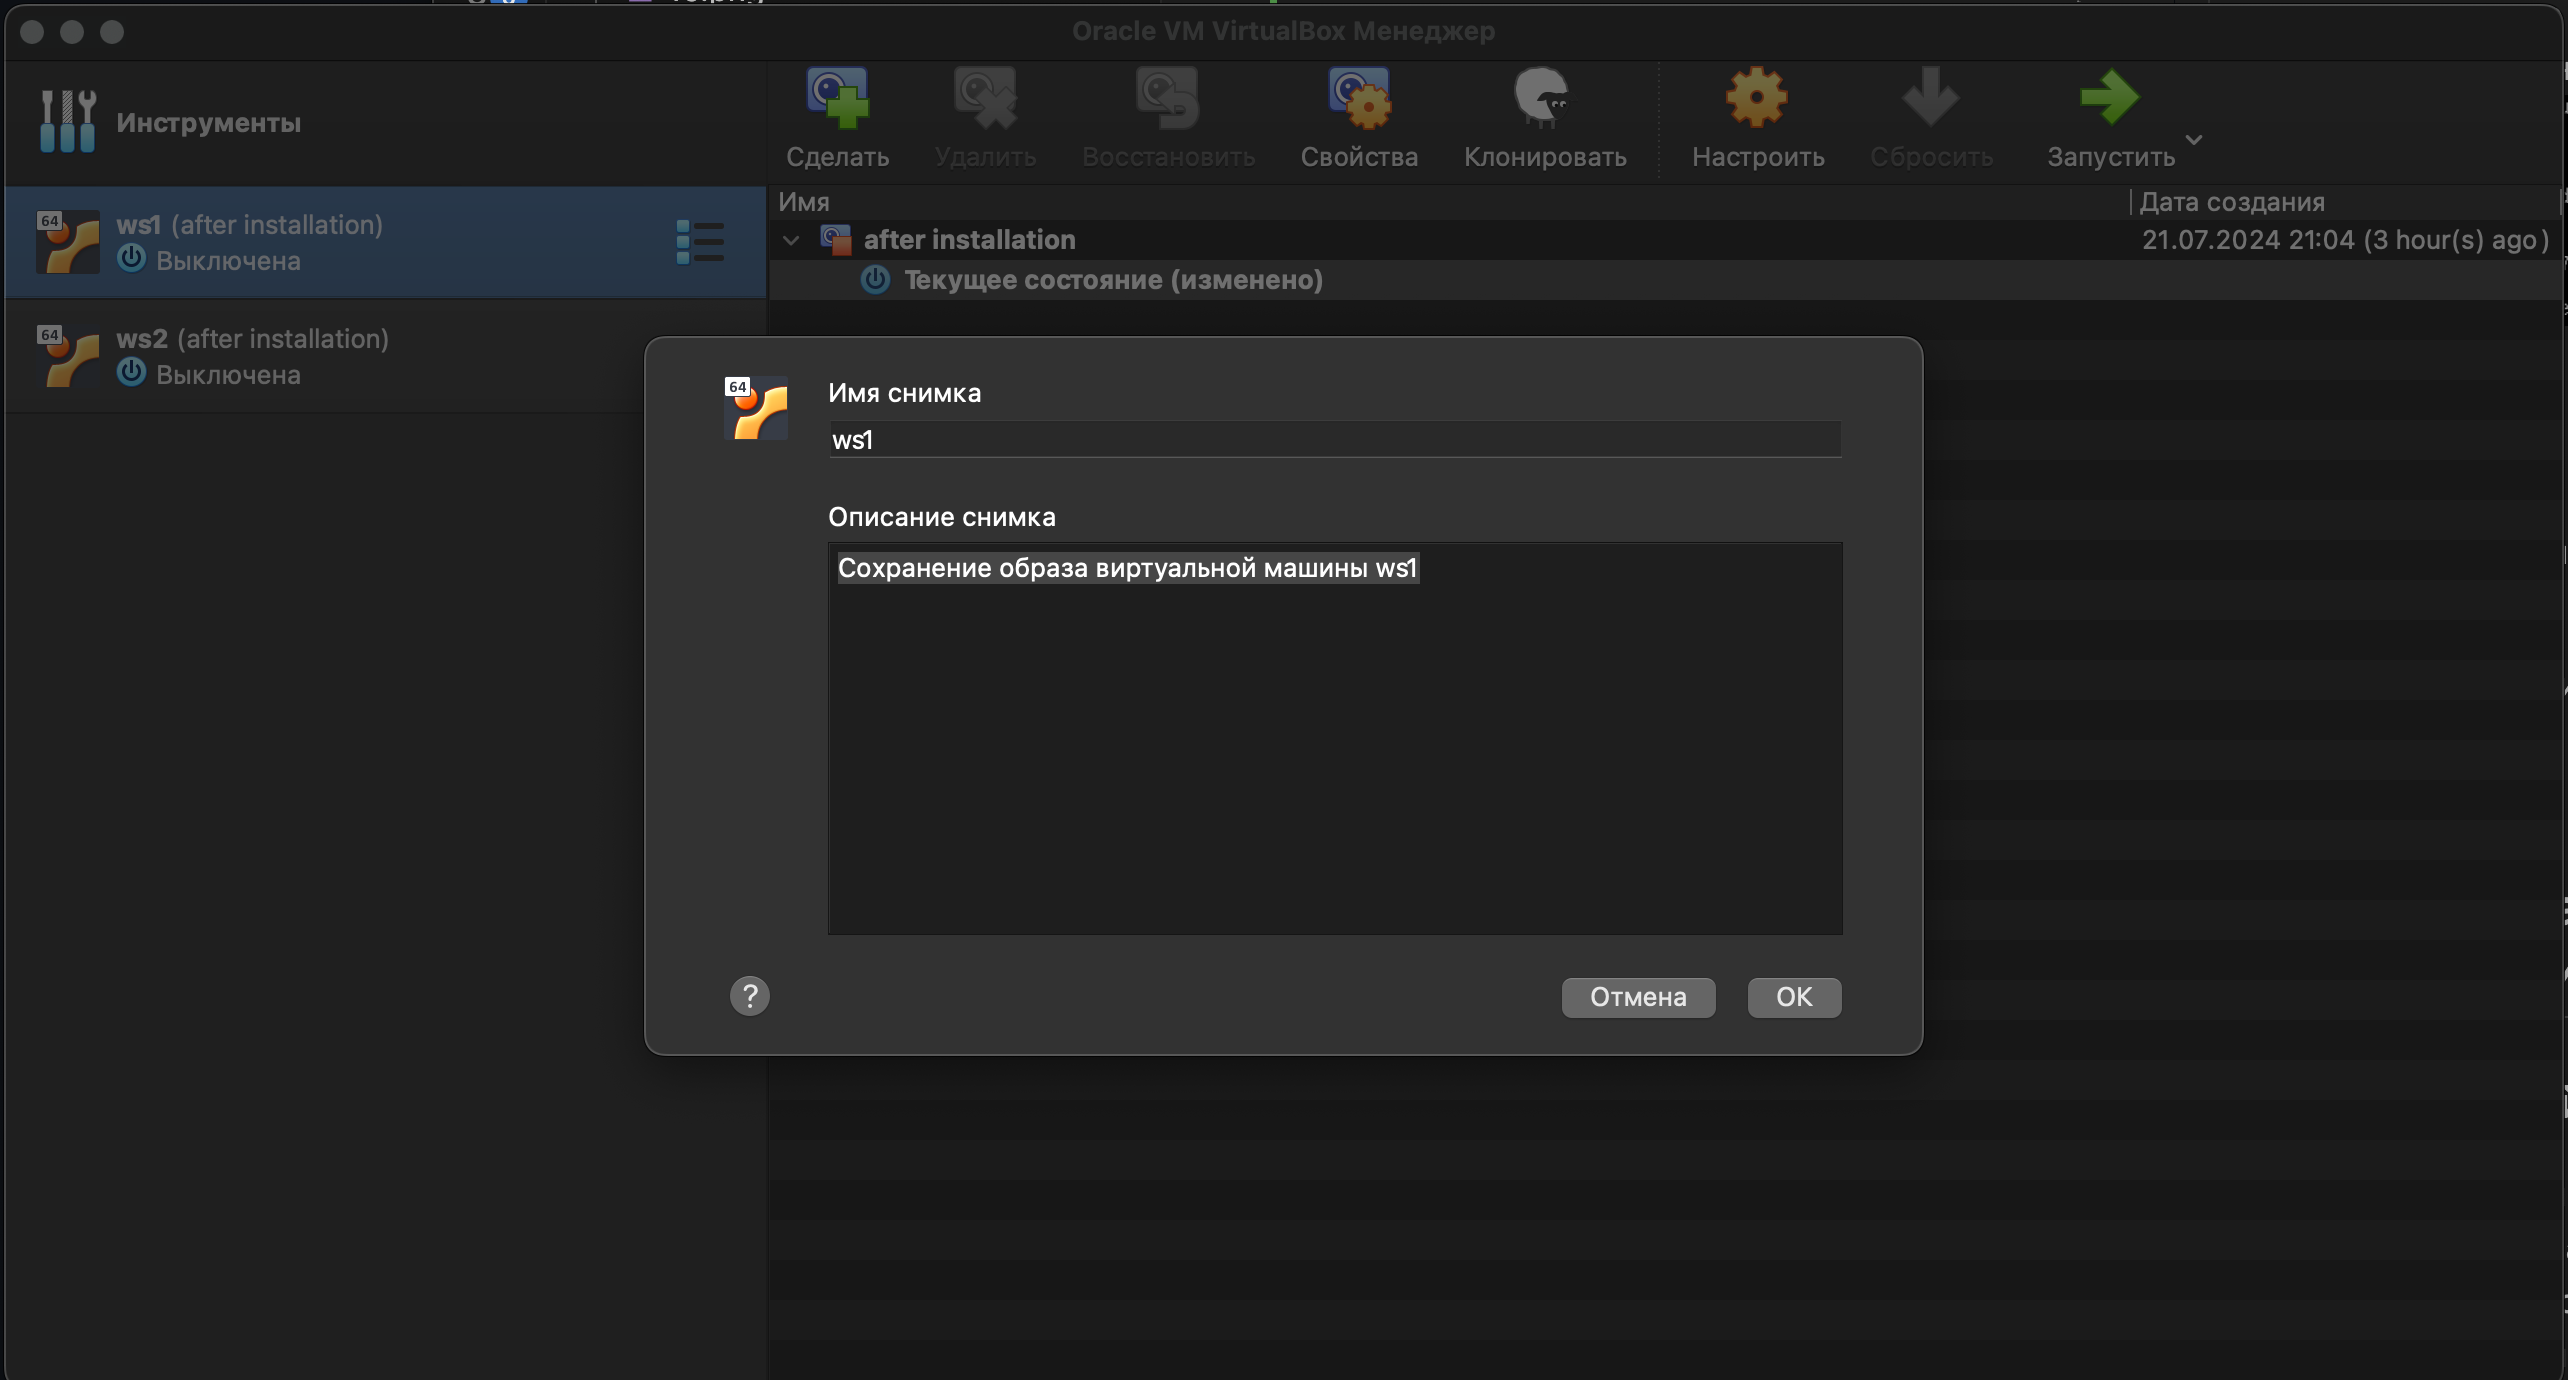 Oracle VM VirtualBox Менеджер
Инструменты
Сделать
Удалить
Восстановить
Свойства
Клонировать
Настроить
Сбросить
Запустить
Имя
Дата создания
64
ws1 (after installation)
Выключена
after installation
21.07.2024 21:04 (3 hour(s) ago)
Текущее состояние (изменено)
64
ws2 (after installation)
Выключена
64
Имя снимка
ws1
Описание снимка
Сохранение образа виртуальной машины ws1
?
Отмена
OK